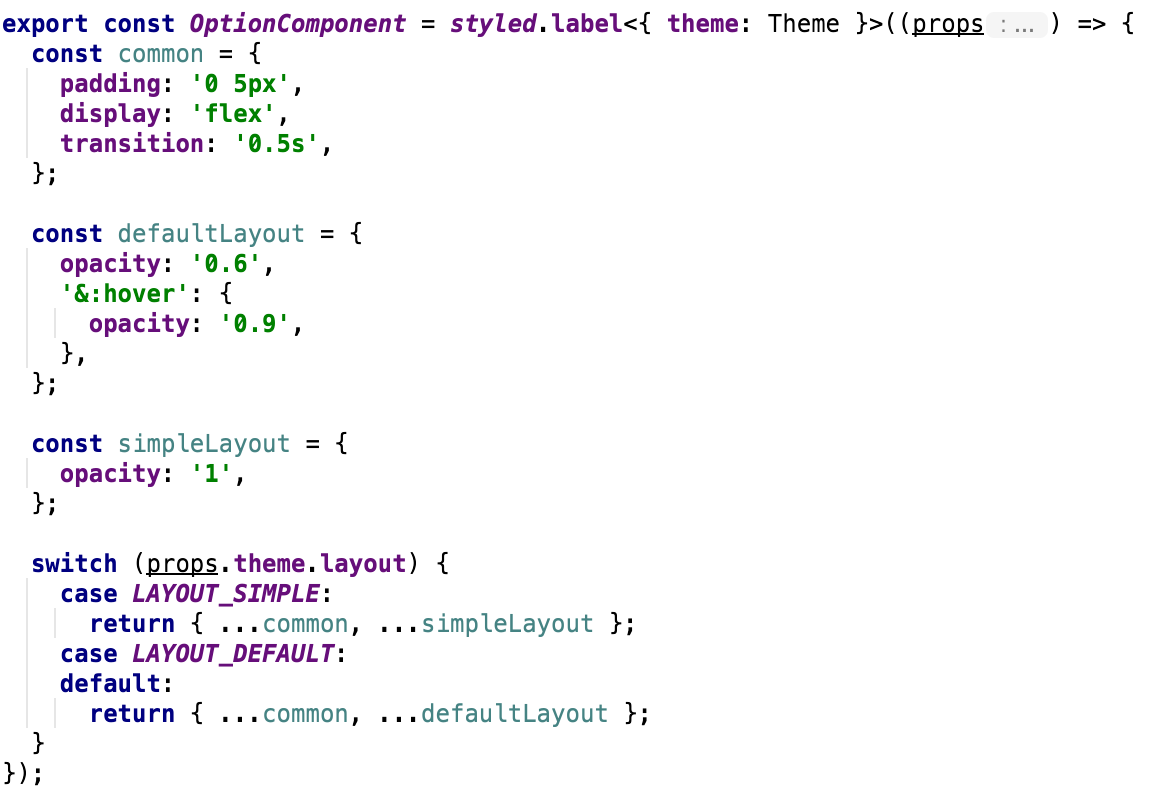 export const OptionComponent = styled.label<{ theme: Theme }>((props : ... ) => {
  const common = {
    padding: '0 5px',
    display: 'flex',
    transition: '0.5s',
  };

  const defaultLayout = {
    opacity: '0.6',
    '&:hover': {
      opacity: '0.9',
    },
  };

  const simpleLayout = {
    opacity: '1',
  };

  switch (props.theme.layout) {
    case LAYOUT_SIMPLE:
      return { ...common, ...simpleLayout };
    case LAYOUT_DEFAULT:
    default:
      return { ...common, ...defaultLayout };
  }
});